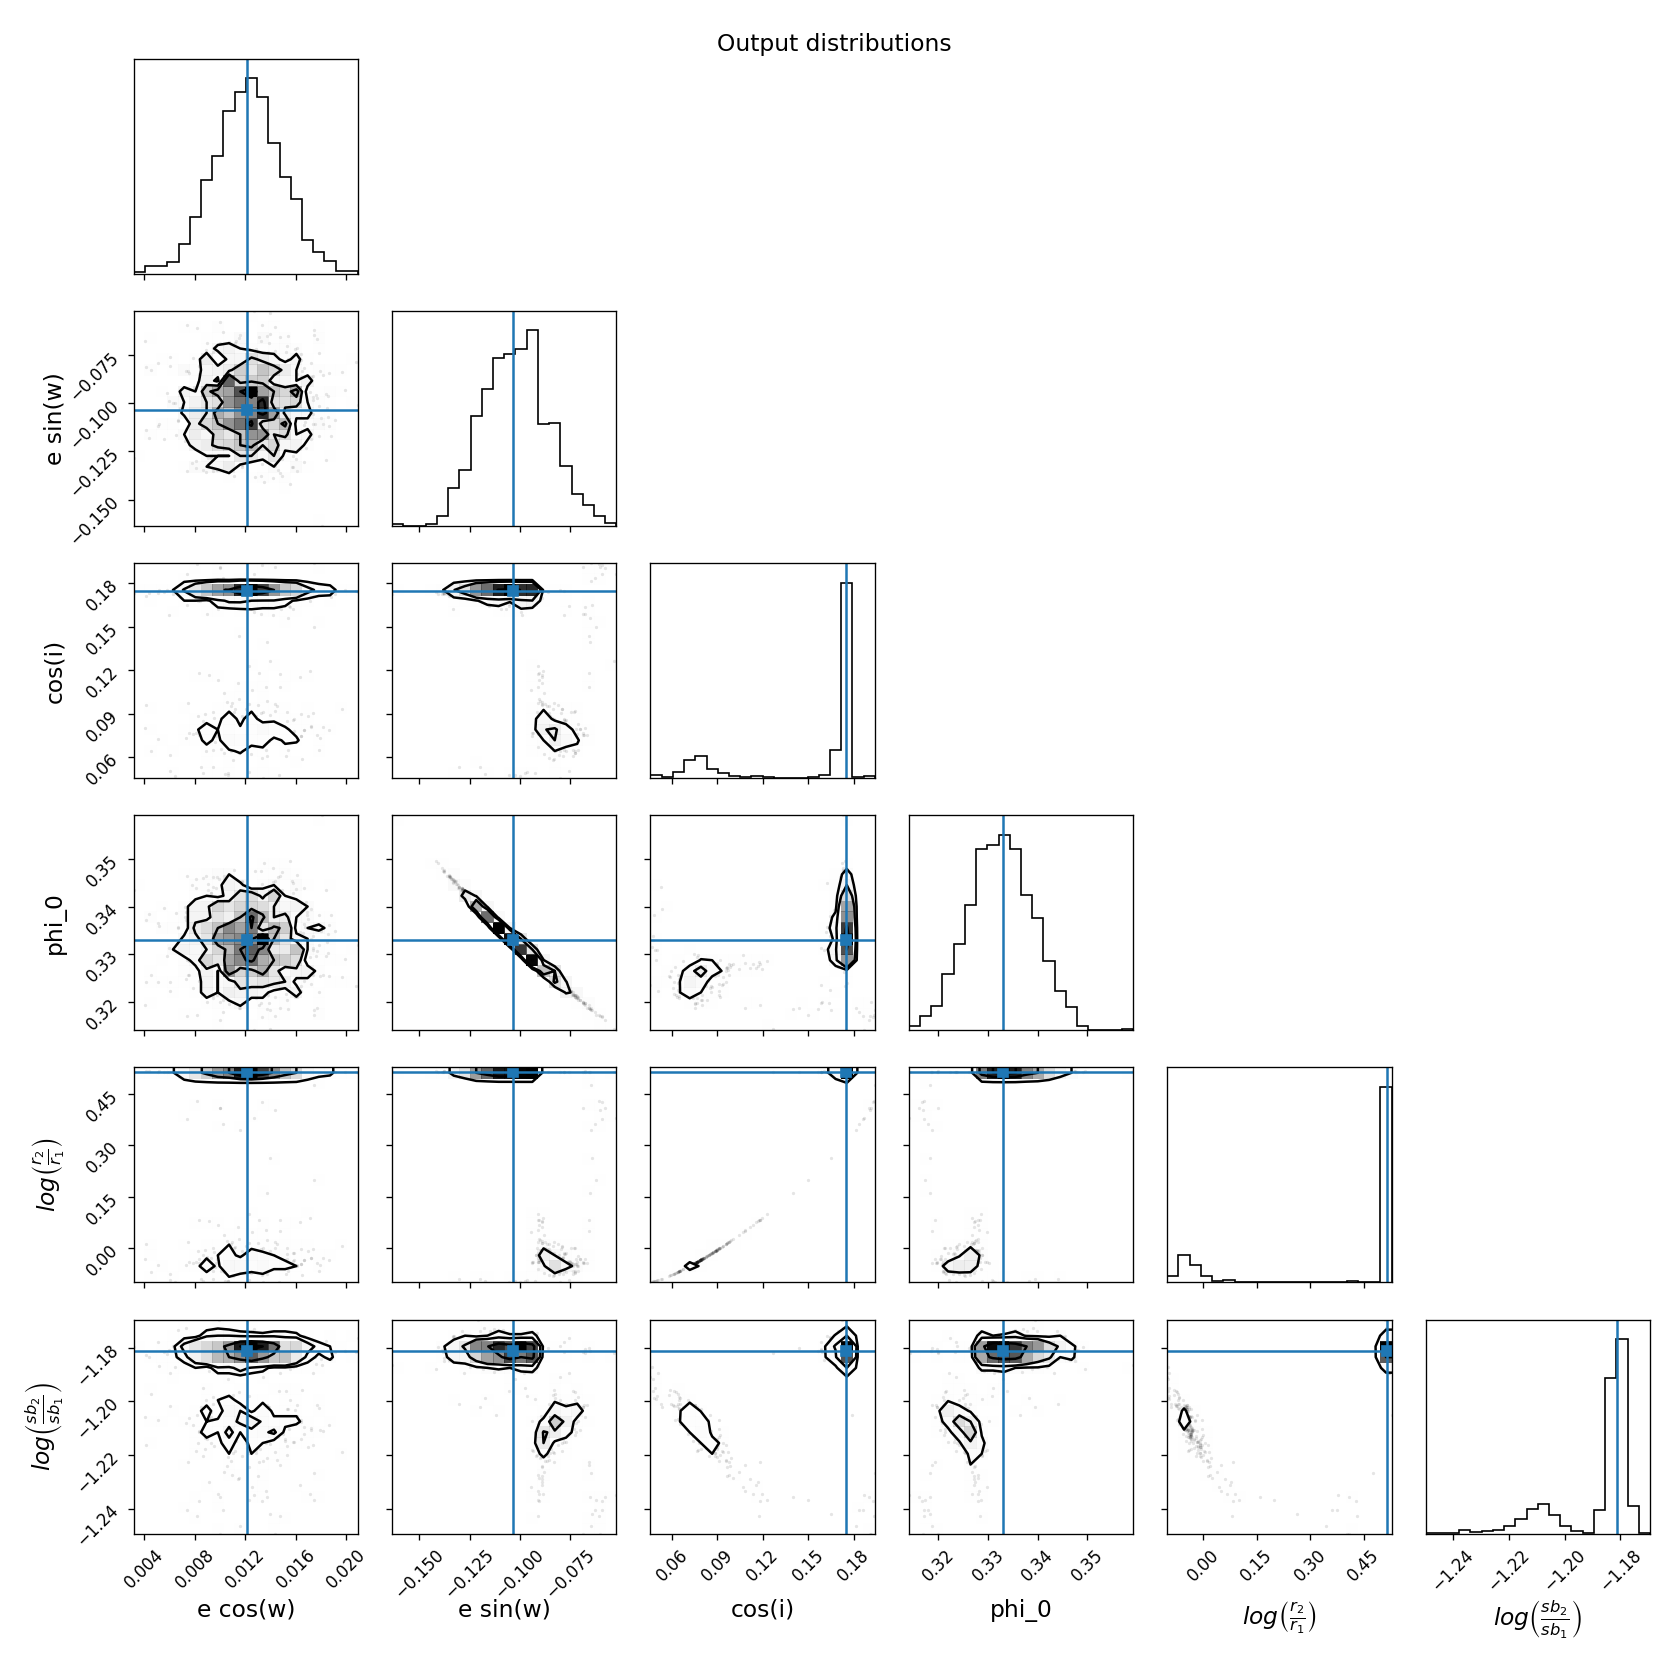 Output distributions
e sin(w)
−0.075
−0.100
−0.125
−0.150
cos(i)
0.18
0.15
0.12
0.09
0.06
phi_0
0.35
0.34
0.33
0.32
log(r₂/r₁)
0.45
0.30
0.15
0.00
log(sb₂/sb₁)
−1.18
−1.20
−1.22
−1.24
0.004 0.008 0.012 0.016 0.020
−0.150 −0.125 −0.100 −0.075
0.06 0.09 0.12 0.15 0.18
0.32 0.33 0.34 0.35
0.00 0.15 0.30 0.45
−1.24 −1.22 −1.20 −1.18
e cos(w) e sin(w) cos(i) phi_0 log(r₂/r₁) log(sb₂/sb₁)